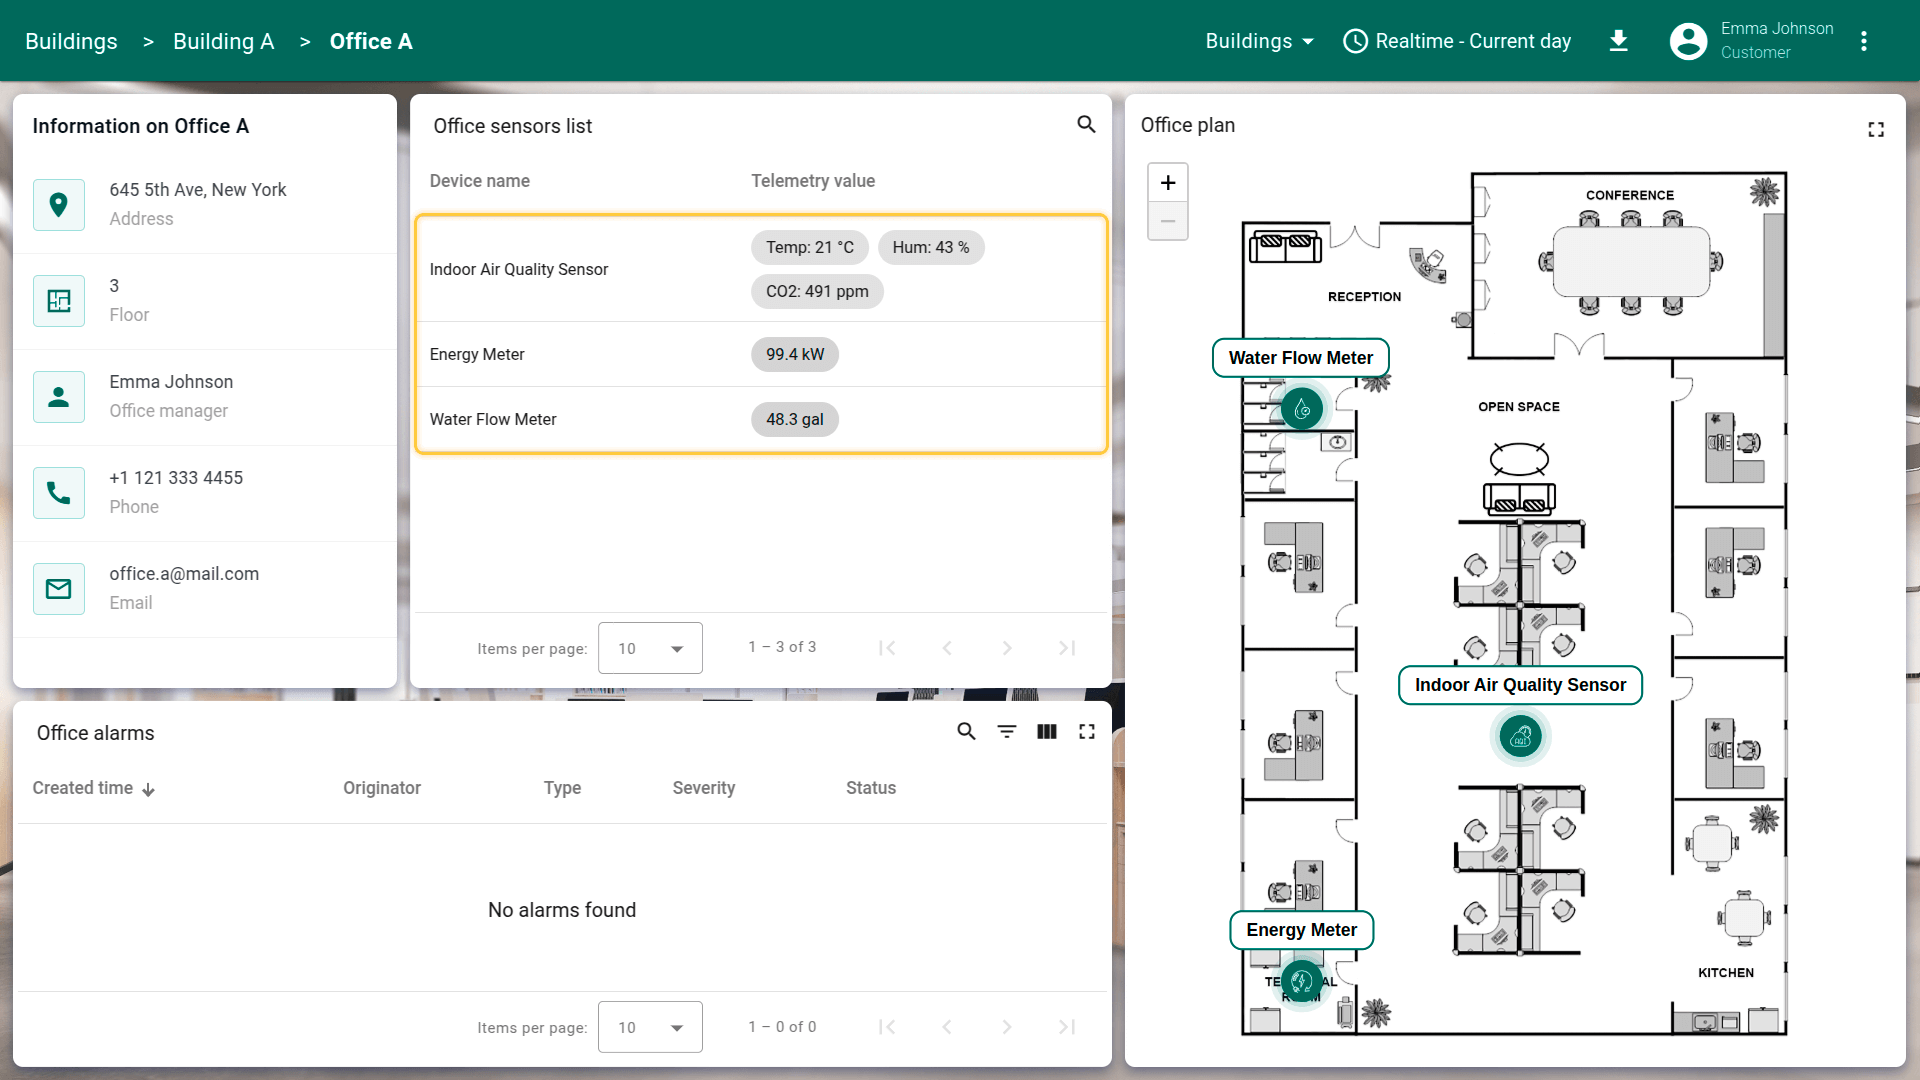 Buildings > Building A > Office A
Buildings
Realtime - Current day
Emma Johnson
Customer
Information on Office A
645 5th Ave, New York
Address
3
Floor
Emma Johnson
Office manager
+1 121 333 4455
Phone
office.a@mail.com
Email
Office sensors list
Device name Telemetry value
Indoor Air Quality Sensor
Temp: 21 °C Hum: 43 %
CO2: 491 ppm
Energy Meter 99.4 kW
Water Flow Meter 48.3 gal
Items per page: 10 1 – 3 of 3
Office alarms
Created time Originator Type Severity Status
No alarms found
Items per page: 10 1 – 0 of 0
Office plan
+
−
CONFERENCE
RECEPTION
Water Flow Meter
OPEN SPACE
Indoor Air Quality Sensor
AQI
Energy Meter
KITCHEN